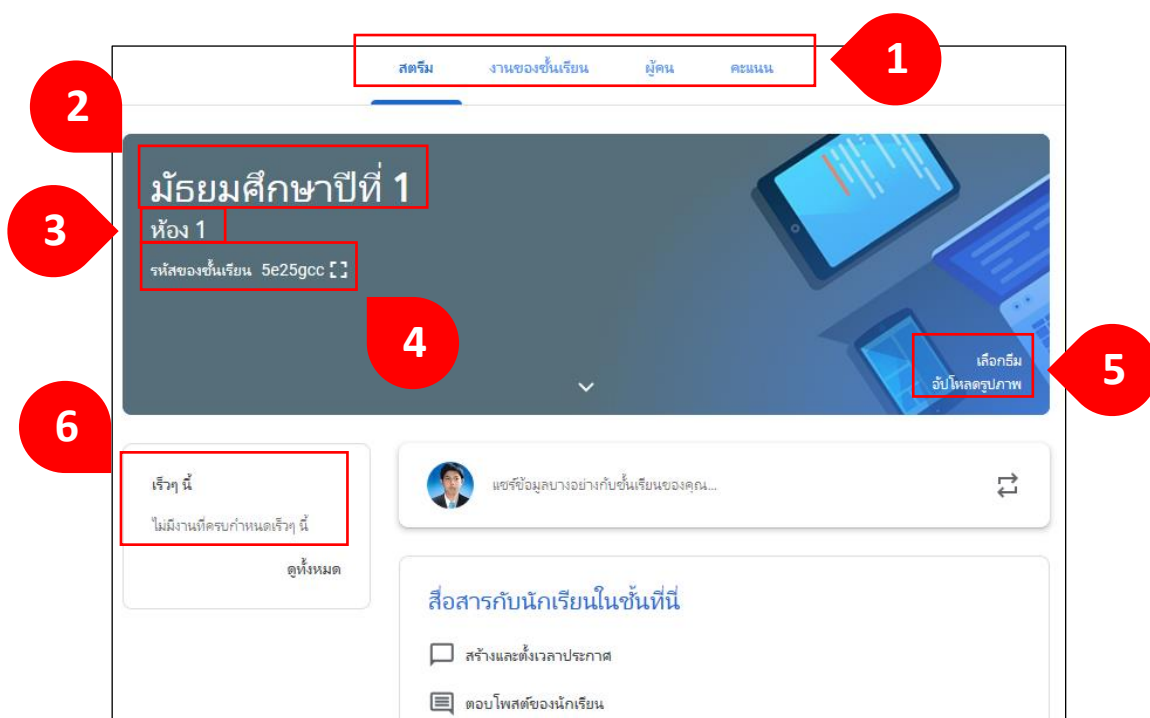 1
สตรีม งานของชั้นเรียน ผู้คน คะแนน
2
มัธยมศึกษาปีที่ 1
3
ห้อง 1
รหัสของชั้นเรียน 5e25gcc
4
เลือกธีม
อัปโหลดรูปภาพ
5
6
เร็วๆ นี้
ไม่มีงานที่ครบกำหนดเร็วๆ นี้
ดูทั้งหมด
แชร์ข้อมูลบางอย่างกับชั้นเรียนของคุณ...
สื่อสารกับนักเรียนในชั้นที่นี่
สร้างและตั้งเวลาประกาศ
ตอบโพสต์ของนักเรียน